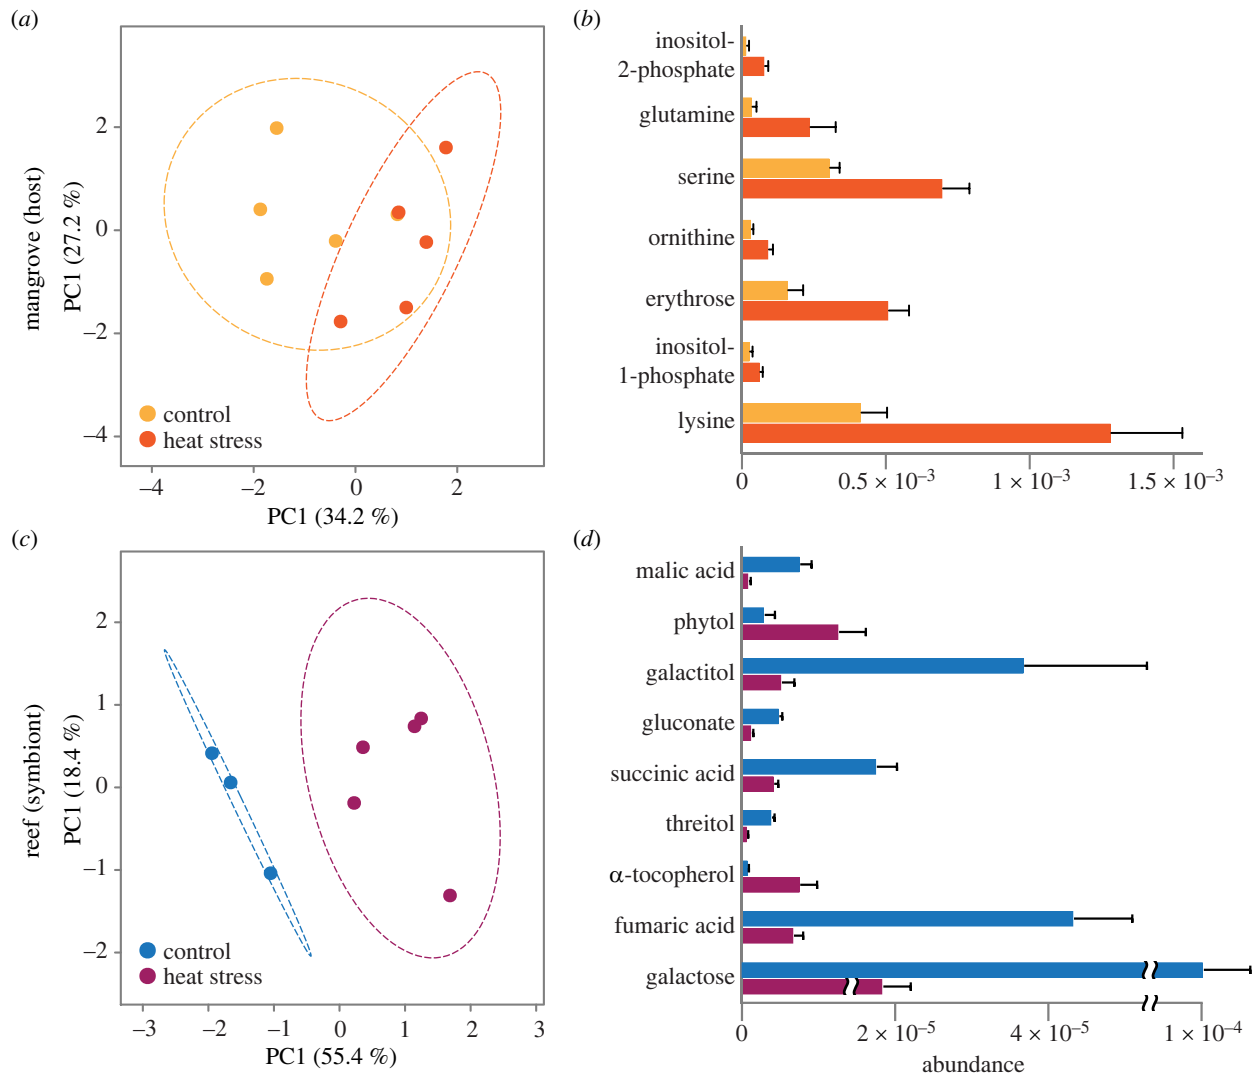 (a)
mangrove (host)
PC1 (27.2 %)
2
0
–2
–4
control
heat stress
–4
–2
0
2
PC1 (34.2 %)
(b)
inositol-
2-phosphate
glutamine
serine
ornithine
erythrose
inositol-
1-phosphate
lysine
0
0.5 × 10–3
1 × 10–3
1.5 × 10–3
(c)
reef (symbiont)
PC1 (18.4 %)
2
1
0
–1
–2
control
heat stress
–3
–2
–1
0
1
2
3
PC1 (55.4 %)
(d)
malic acid
phytol
galactitol
gluconate
succinic acid
threitol
α-tocopherol
fumaric acid
galactose
0
2 × 10–5
4 × 10–5
1 × 10–4
abundance